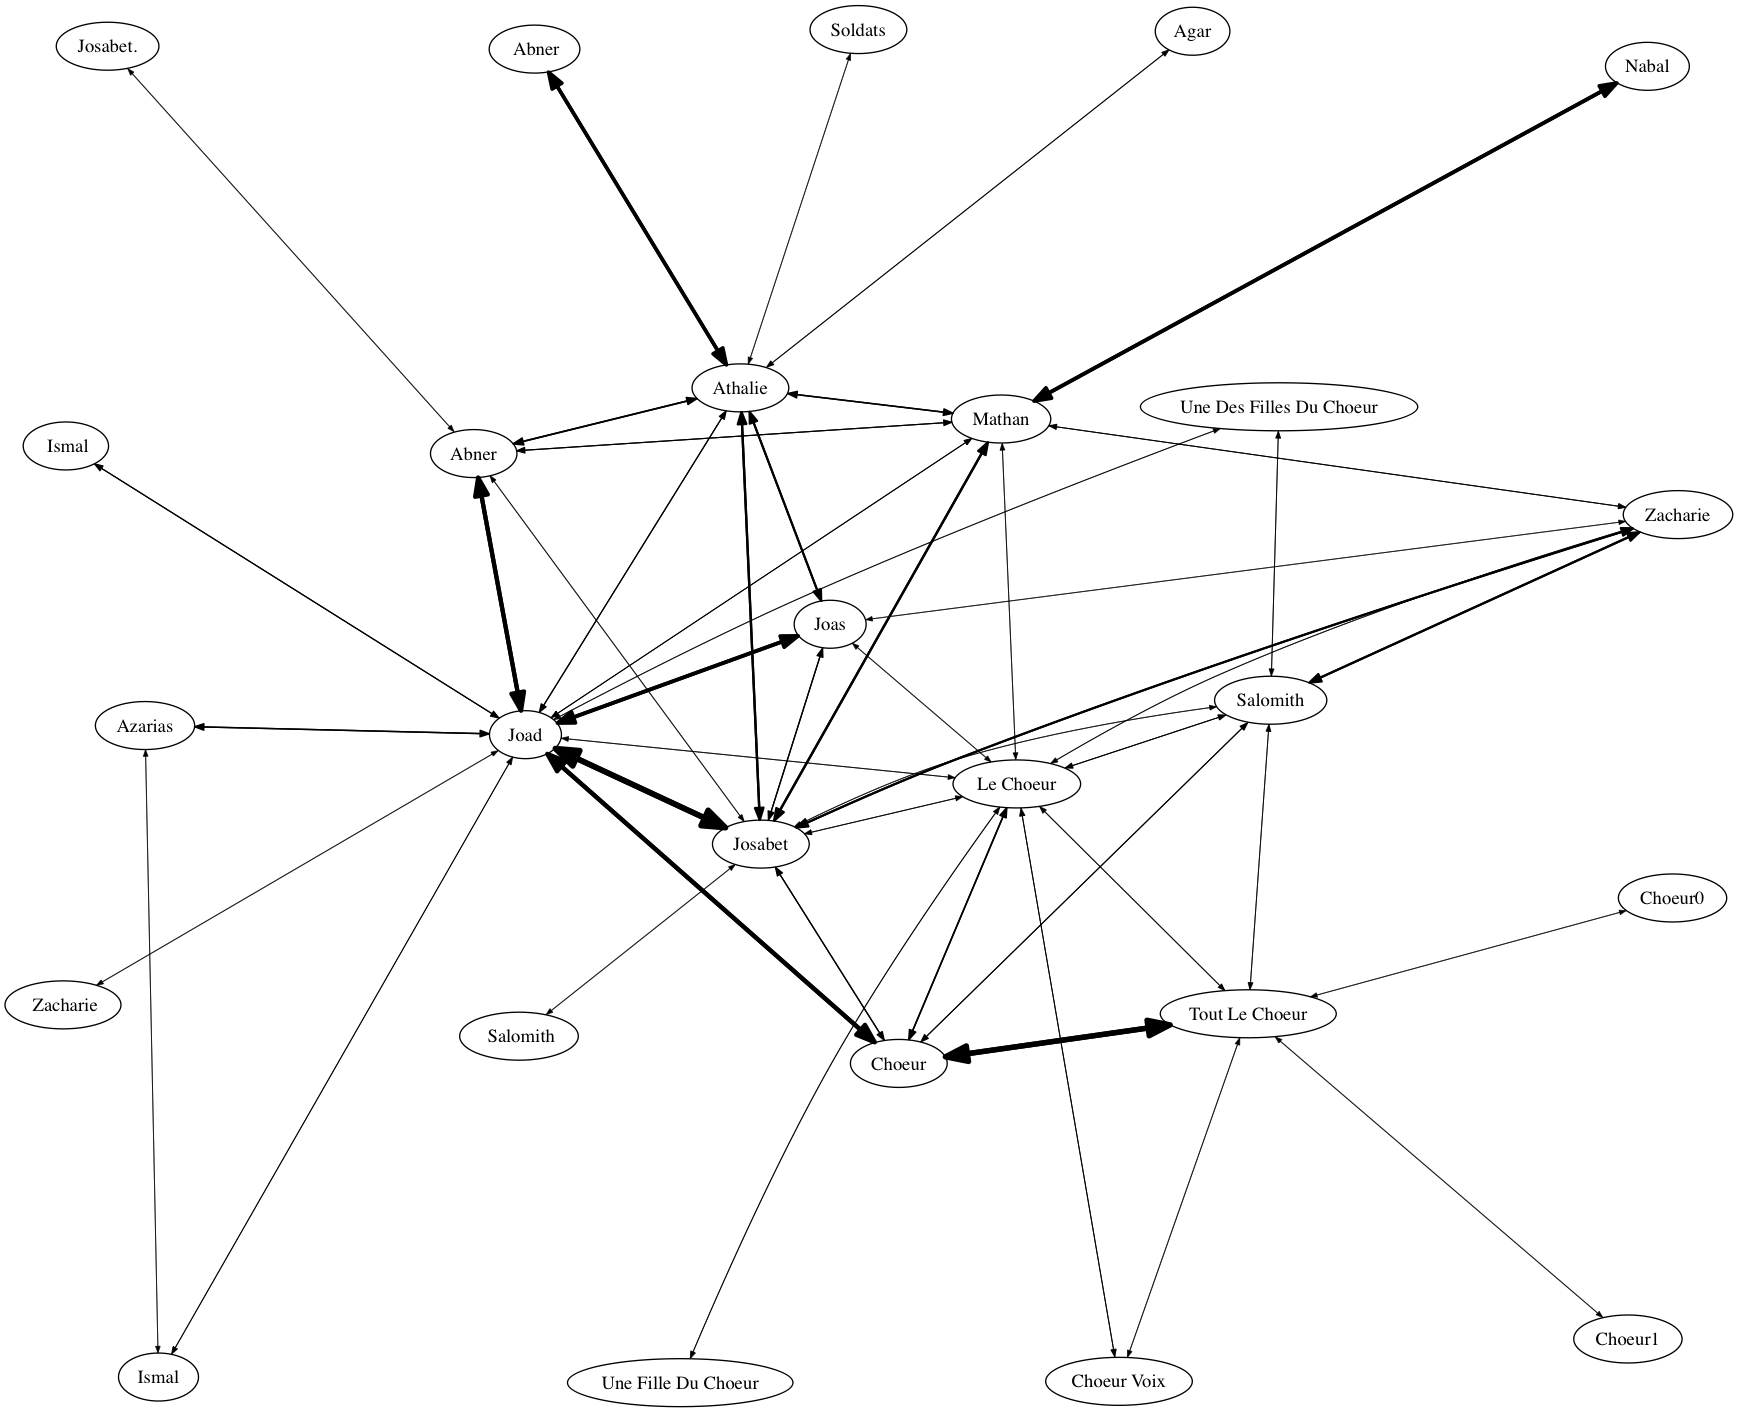 Josabet.
Abner
Soldats
Agar
Nabal
Athalie
Mathan
Une Des Filles Du Choeur
Ismal
Abner
Zacharie
Joas
Salomith
Azarias
Joad
Le Choeur
Josabet
Choeur0
Zacharie
Salomith
Tout Le Choeur
Choeur
Choeur1
Ismal
Une Fille Du Choeur
Choeur Voix